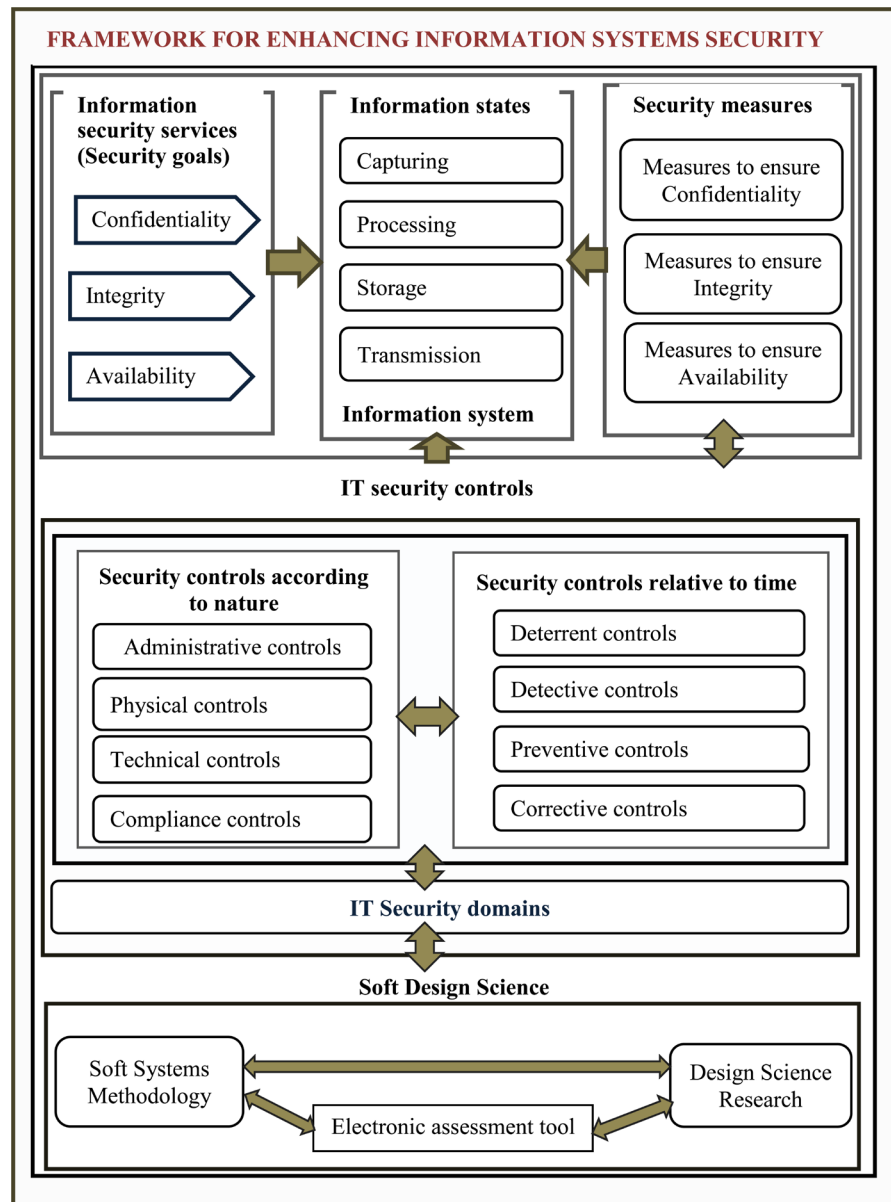 FRAMEWORK FOR ENHANCING INFORMATION SYSTEMS SECURITY
Information
security services
(Security goals)
Confidentiality
Integrity
Availability
Information states
Capturing
Processing
Storage
Transmission
Information system
Security measures
Measures to ensure
Confidentiality
Measures to ensure
Integrity
Measures to ensure
Availability
IT security controls
Security controls according
to nature
Administrative controls
Physical controls
Technical controls
Compliance controls
Security controls relative to time
Deterrent controls
Detective controls
Preventive controls
Corrective controls
IT Security domains
Soft Design Science
Soft Systems
Methodology
Electronic assessment tool
Design Science
Research